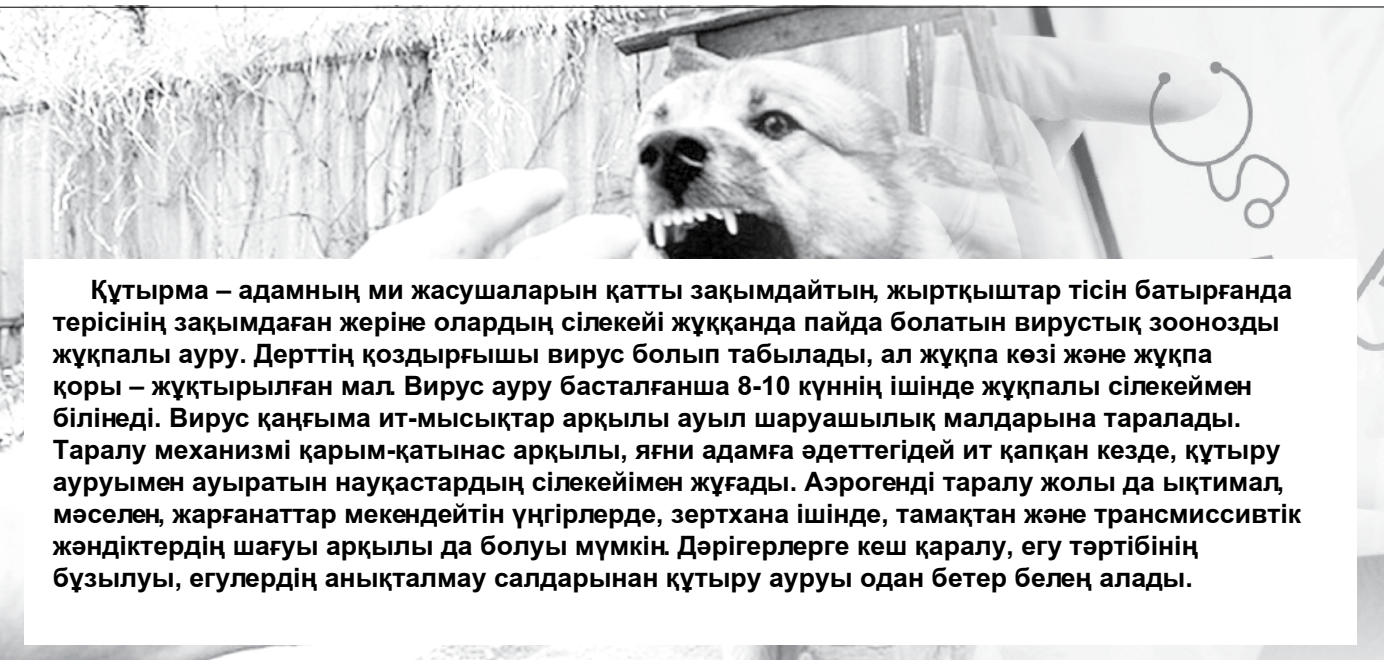 Құтырма – адамның ми жасушаларын қатты зақымдайтын, жыртқыштар тісін батырғанда
терісінің зақымдаған жеріне олардың сілекейі жұққанда пайда болатын вирустық зоонозды
жұқпалы ауру. Дерттің қоздырғышы вирус болып табылады, ал жұқпа көзі және жұқпа
қоры – жұқтырылған мал. Вирус ауру басталғанша 8-10 күннің ішінде жұқпалы сілекеймен
білінеді. Вирус қаңғыма ит-мысықтар арқылы ауыл шаруашылық малдарына таралады.
Таралу механизмі қарым-қатынас арқылы, яғни адамға әдеттегідей ит қапқан кезде, құтыру
ауруымен ауыратын науқастардың сілекейімен жұғады. Аэрогенді таралу жолы да ықтимал,
мәселен, жарғанаттар мекендейтін үңгірлерде, зертхана ішінде, тамақтан және трансмиссивтік
жәндіктердің шағуы арқылы да болуы мүмкін. Дәрігерлерге кеш қаралу, егу тәртібінің
бұзылуы, егулердің анықталмау салдарынан құтыру ауруы одан бетер белең алады.